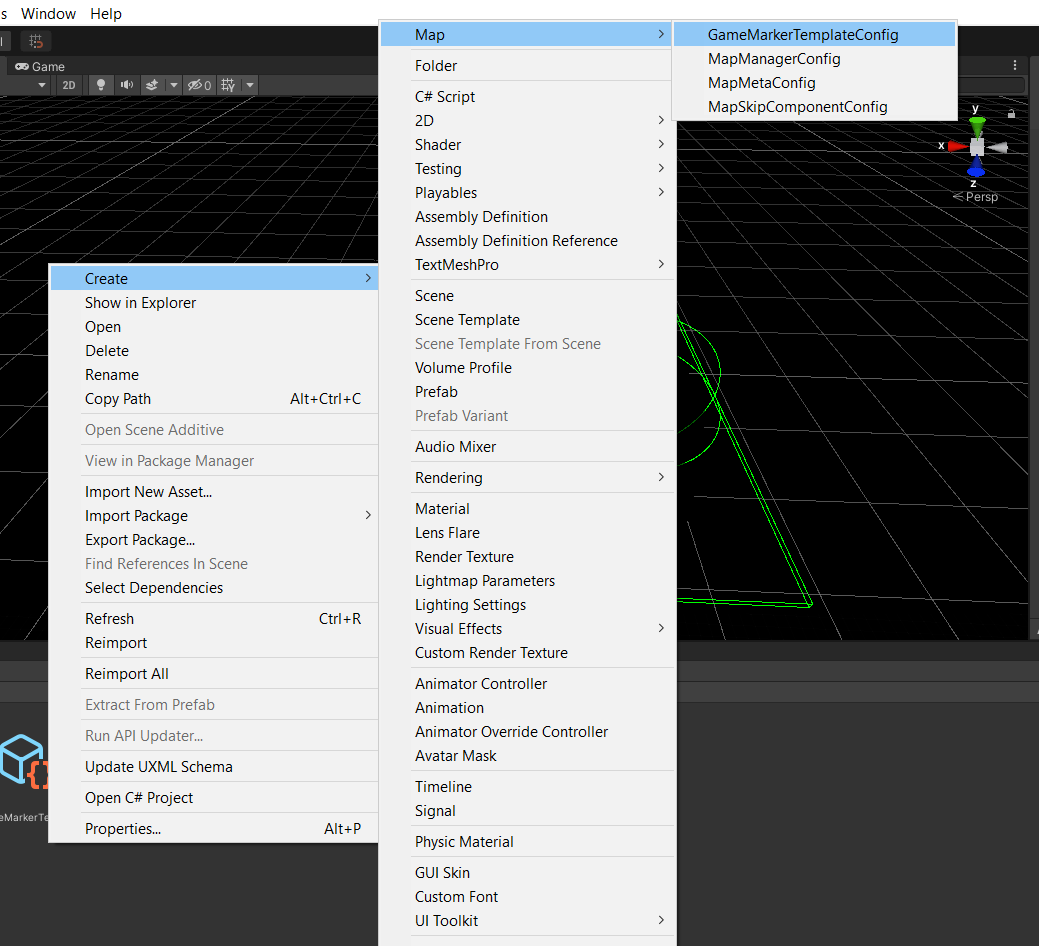 Window Help
Game
2D
0
y
x
z
Persp
Create
Show in Explorer
Open
Delete
Rename
Copy Path Alt+Ctrl+C
Open Scene Additive
View in Package Manager
Import New Asset...
Import Package
Export Package...
Find References In Scene
Select Dependencies
Refresh Ctrl+R
Reimport
Reimport All
Extract From Prefab
Run API Updater...
Update UXML Schema
Open C# Project
Properties... Alt+P
Map
Folder
C# Script
2D
Shader
Testing
Playables
Assembly Definition
Assembly Definition Reference
TextMeshPro
Scene
Scene Template
Scene Template From Scene
Volume Profile
Prefab
Prefab Variant
Audio Mixer
Rendering
Material
Lens Flare
Render Texture
Lightmap Parameters
Lighting Settings
Visual Effects
Custom Render Texture
Animator Controller
Animation
Animator Override Controller
Avatar Mask
Timeline
Signal
Physic Material
GUI Skin
Custom Font
UI Toolkit
GameMarkerTemplateConfig
MapManagerConfig
MapMetaConfig
MapSkipComponentConfig